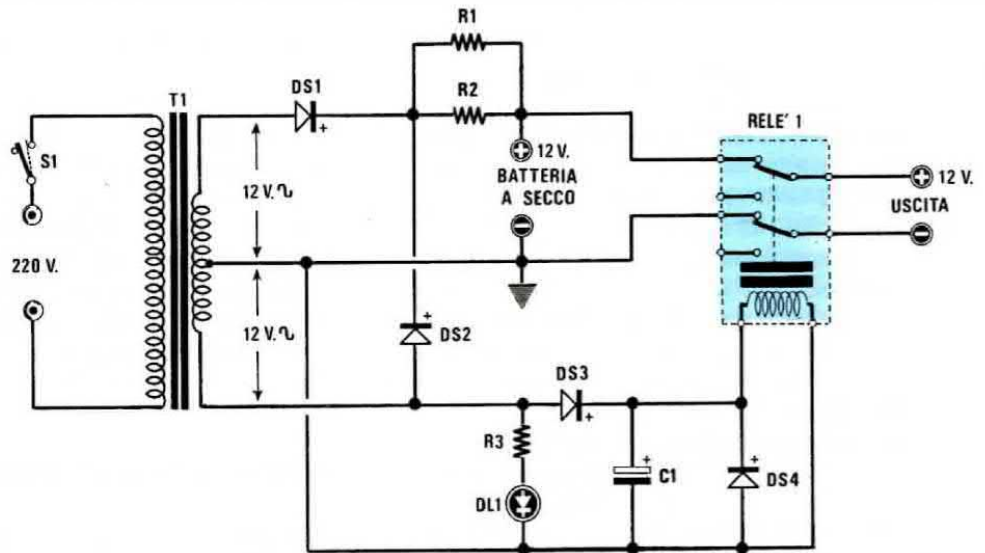 R1
R2
DS1
T1
S1
220 V.
12 V. ∿
12 V. ∿
12 V.
BATTERIA
A SECCO
RELE' 1
12 V.
USCITA
DS2
DS3
R3
DL1
C1
DS4